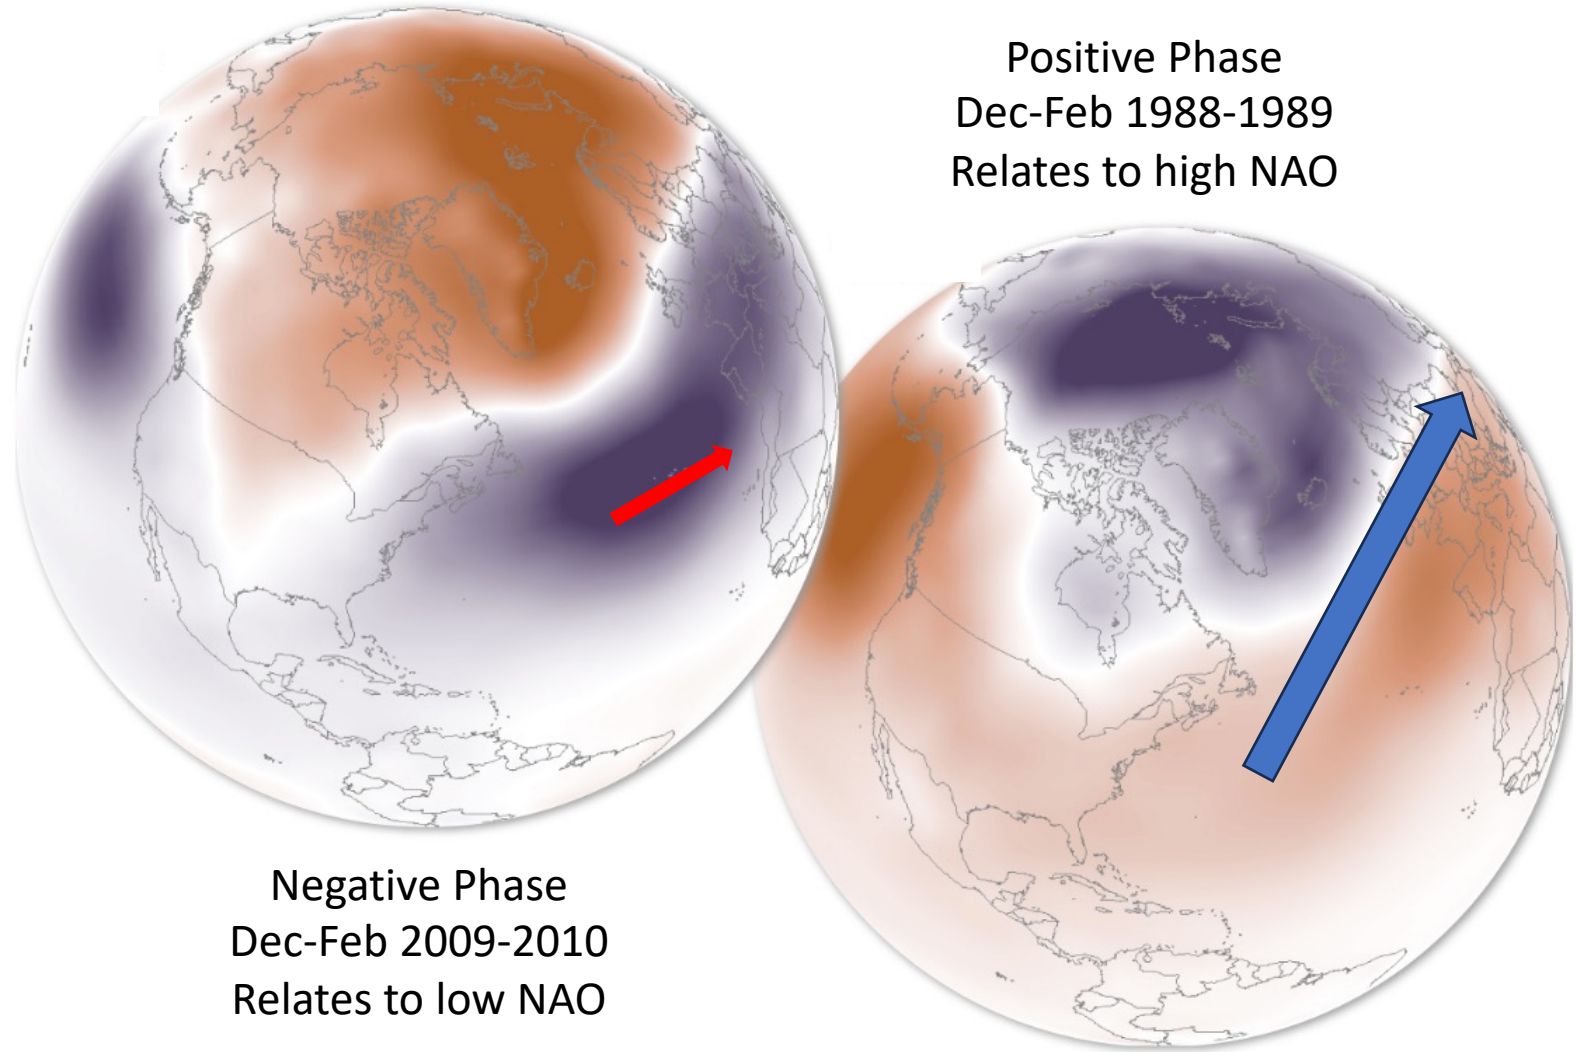 Positive Phase
Dec-Feb 1988-1989
Relates to high NAO
Negative Phase
Dec-Feb 2009-2010
Relates to low NAO